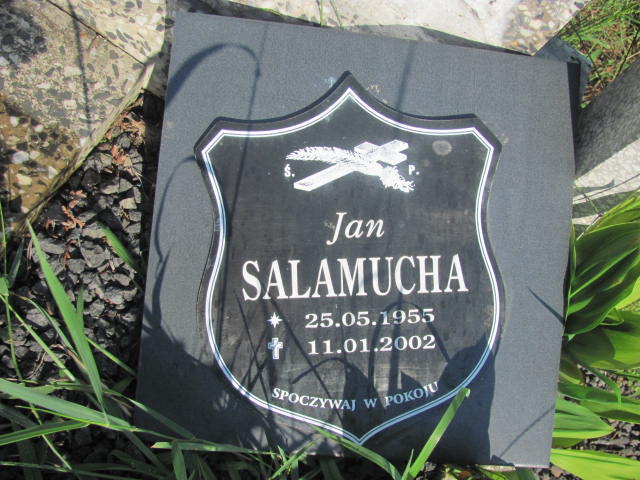 Ś. P.
Jan
SALAMUCHA
25.05.1955
11.01.2002
SPOCZYWAJ W POKOJU